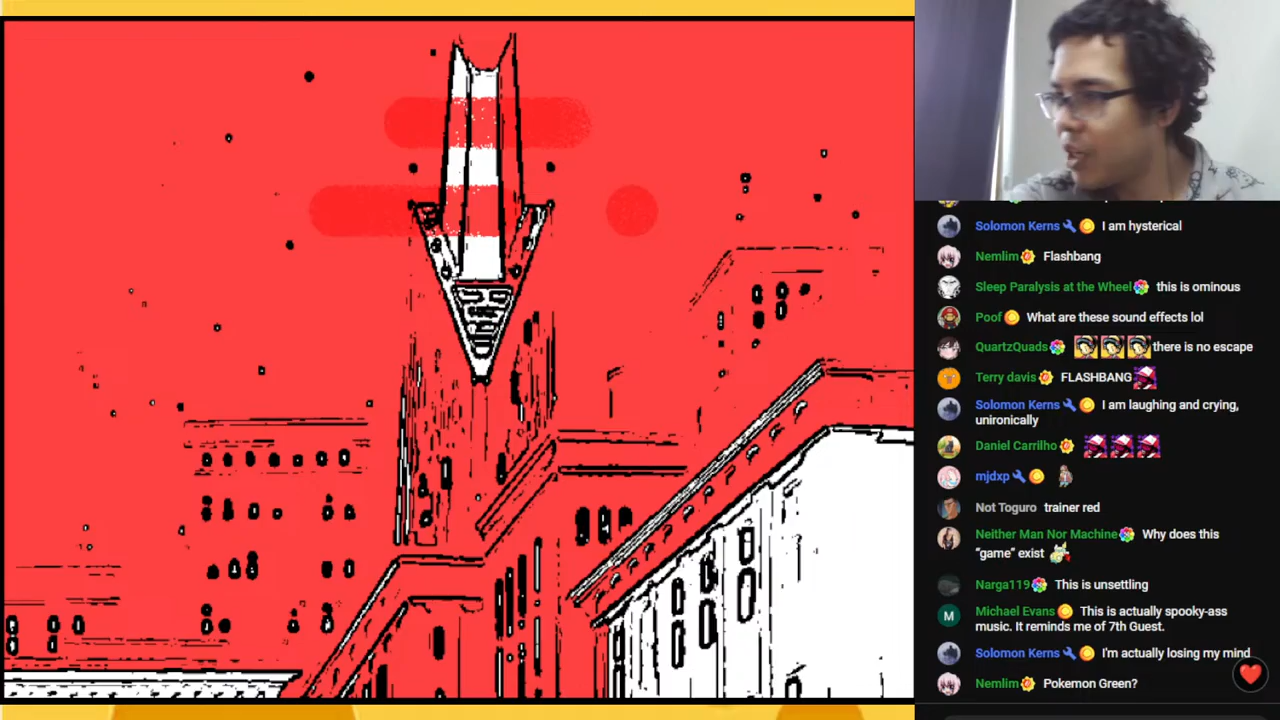 Solomon Kerns I am hysterical
Nemlim Flashbang
Sleep Paralysis at the Wheel this is ominous
Poof What are these sound effects lol
QuartzQuads there is no escape
Terry davis FLASHBANG
Solomon Kerns I am laughing and crying,
unironically
Daniel Carrilho
mjdxp
Not Toguro trainer red
Neither Man Nor Machine Why does this
"game" exist
Narga119 This is unsettling
M
Michael Evans This is actually spooky-ass
music. It reminds me of 7th Guest.
Solomon Kerns I'm actually losing my mind
Nemlim Pokemon Green?